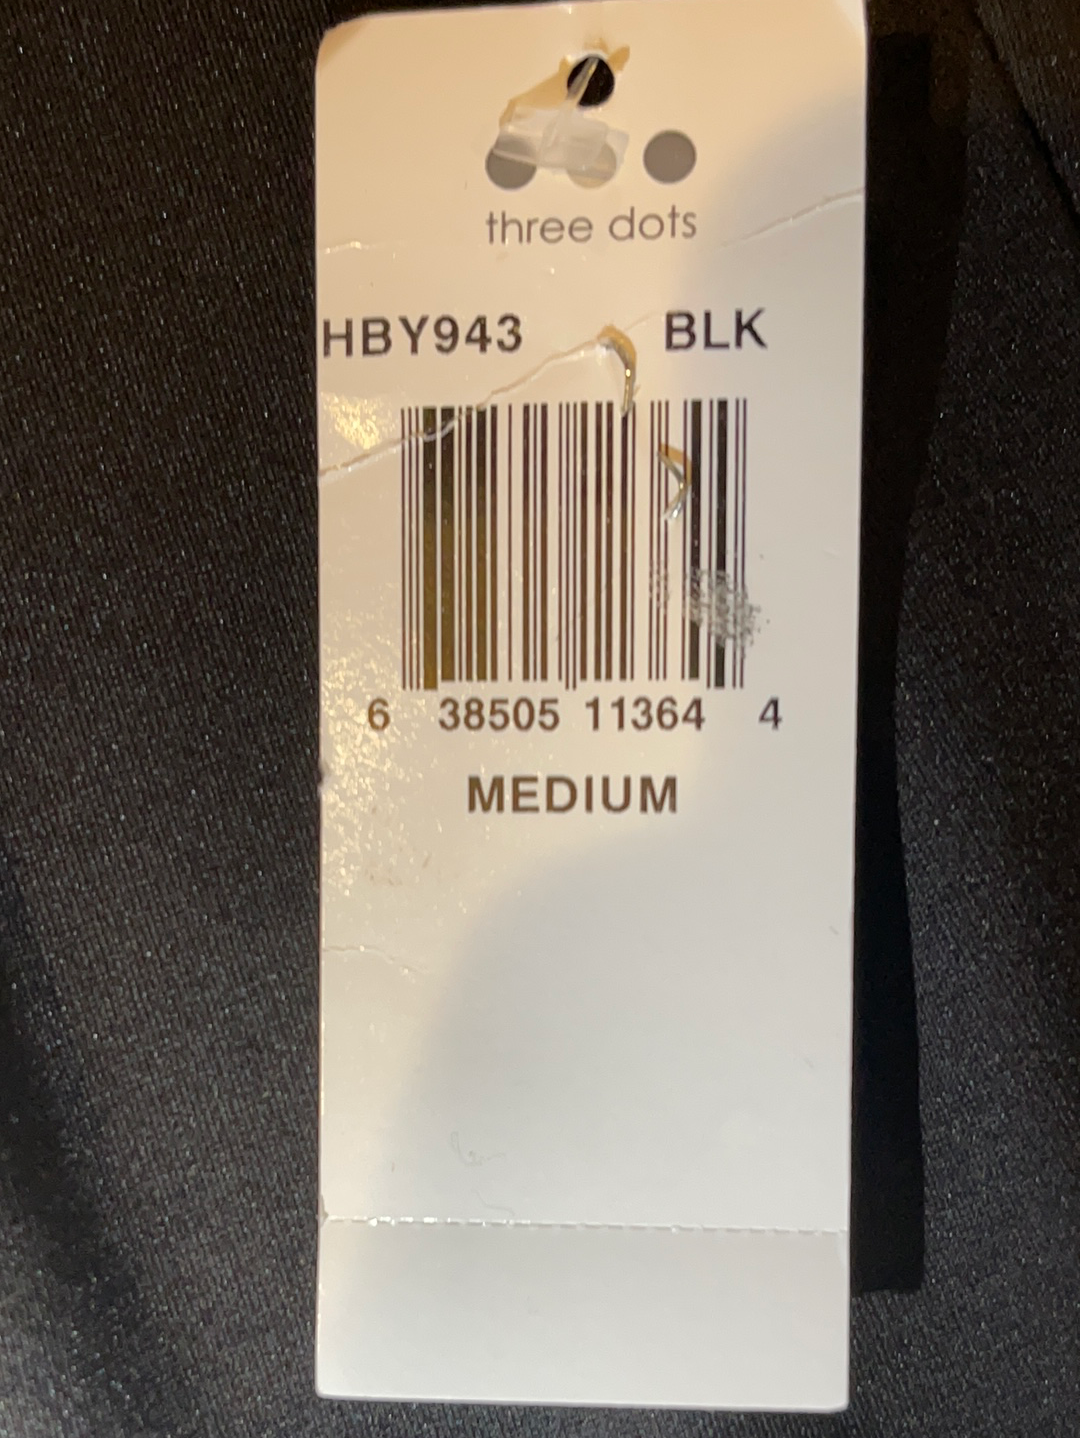 three dots
HBY943 BLK
6 38505 11364 4
MEDIUM